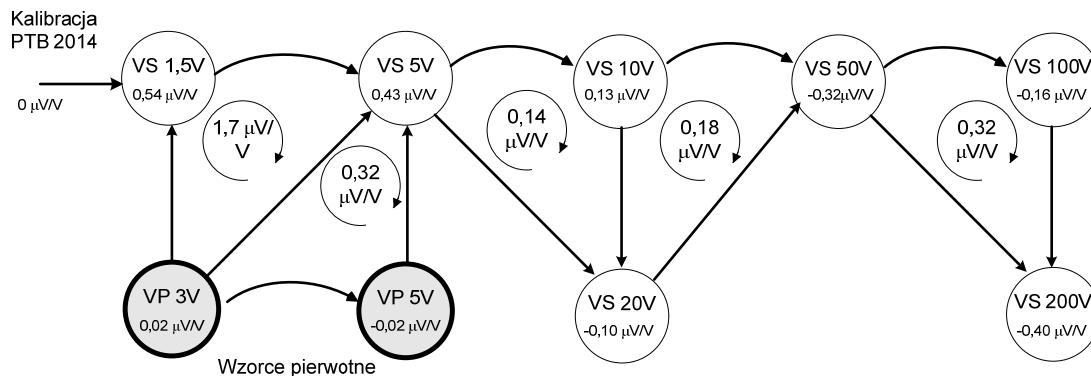 Kalibracja
PTB 2014
0 μV/V
VS 1,5V
0,54 μV/V
VS 5V
0,43 μV/V
VS 10V
0,13 μV/V
VS 50V
-0,32μV/V
VS 100V
-0,16 μV/V
1,7 μV/
V
0,32
μV/V
0,14
μV/V
0,18
μV/V
0,32
μV/V
VP 3V
0,02 μV/V
VP 5V
-0,02 μV/V
VS 20V
-0,10 μV/V
VS 200V
-0,40 μV/V
Wzorce pierwotne